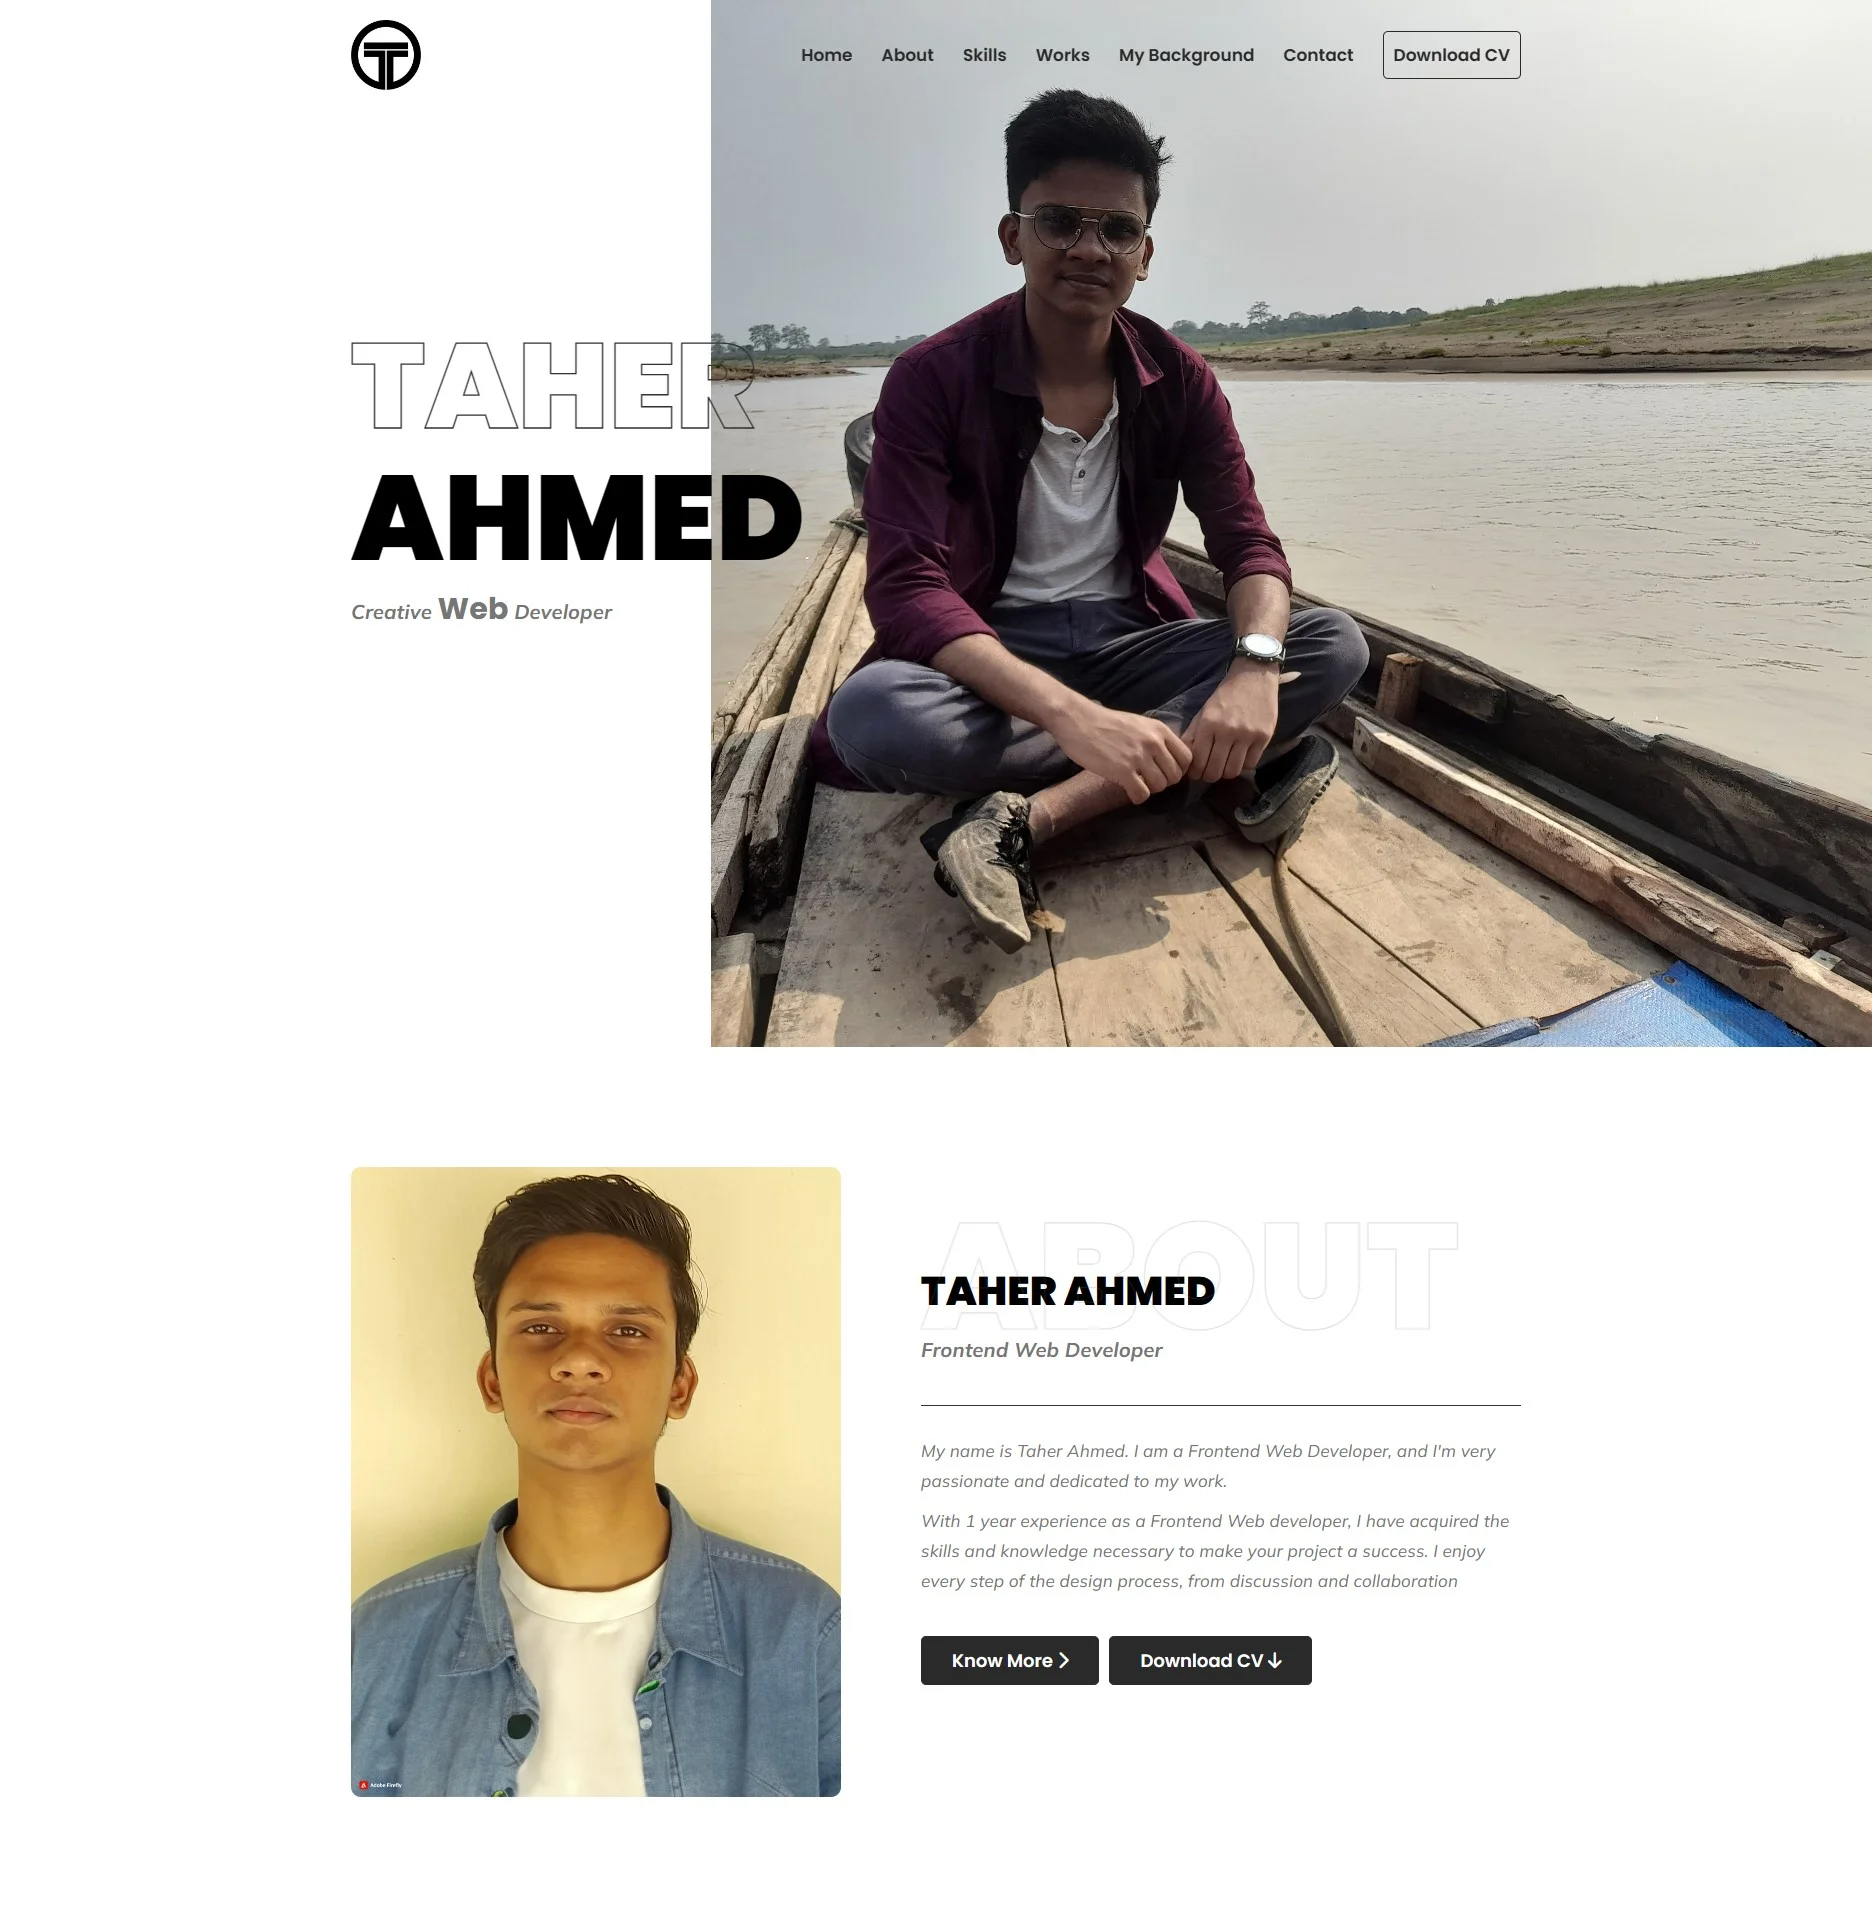 Home About Skills Works My Background Contact Download CV
TAHER
AHMED
Creative Web Developer
ABOUT
TAHER AHMED
Frontend Web Developer
My name is Taher Ahmed. I am a Frontend Web Developer, and I'm very
passionate and dedicated to my work.
With 1 year experience as a Frontend Web developer, I have acquired the
skills and knowledge necessary to make your project a success. I enjoy
every step of the design process, from discussion and collaboration
Know More Download CV
Adobe Firefly